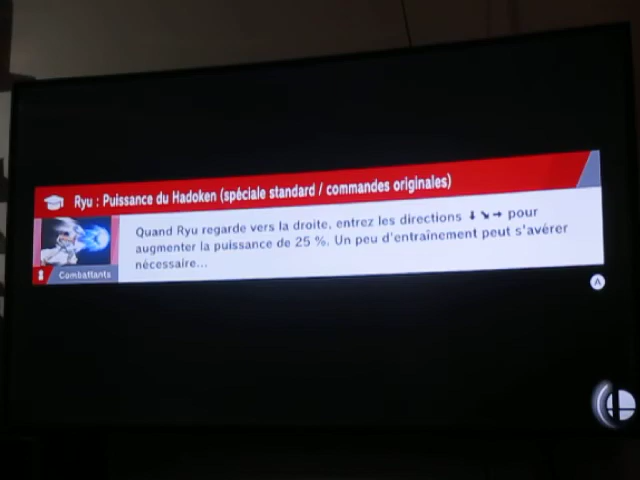 Ryu : Puissance du Hadoken (spéciale standard / commandes originales)
Quand Ryu regarde vers la droite, entrez les directions ↓ ↘ → pour
augmenter la puissance de 25 %. Un peu d'entraînement peut s'avérer
nécessaire...
Combattants
A